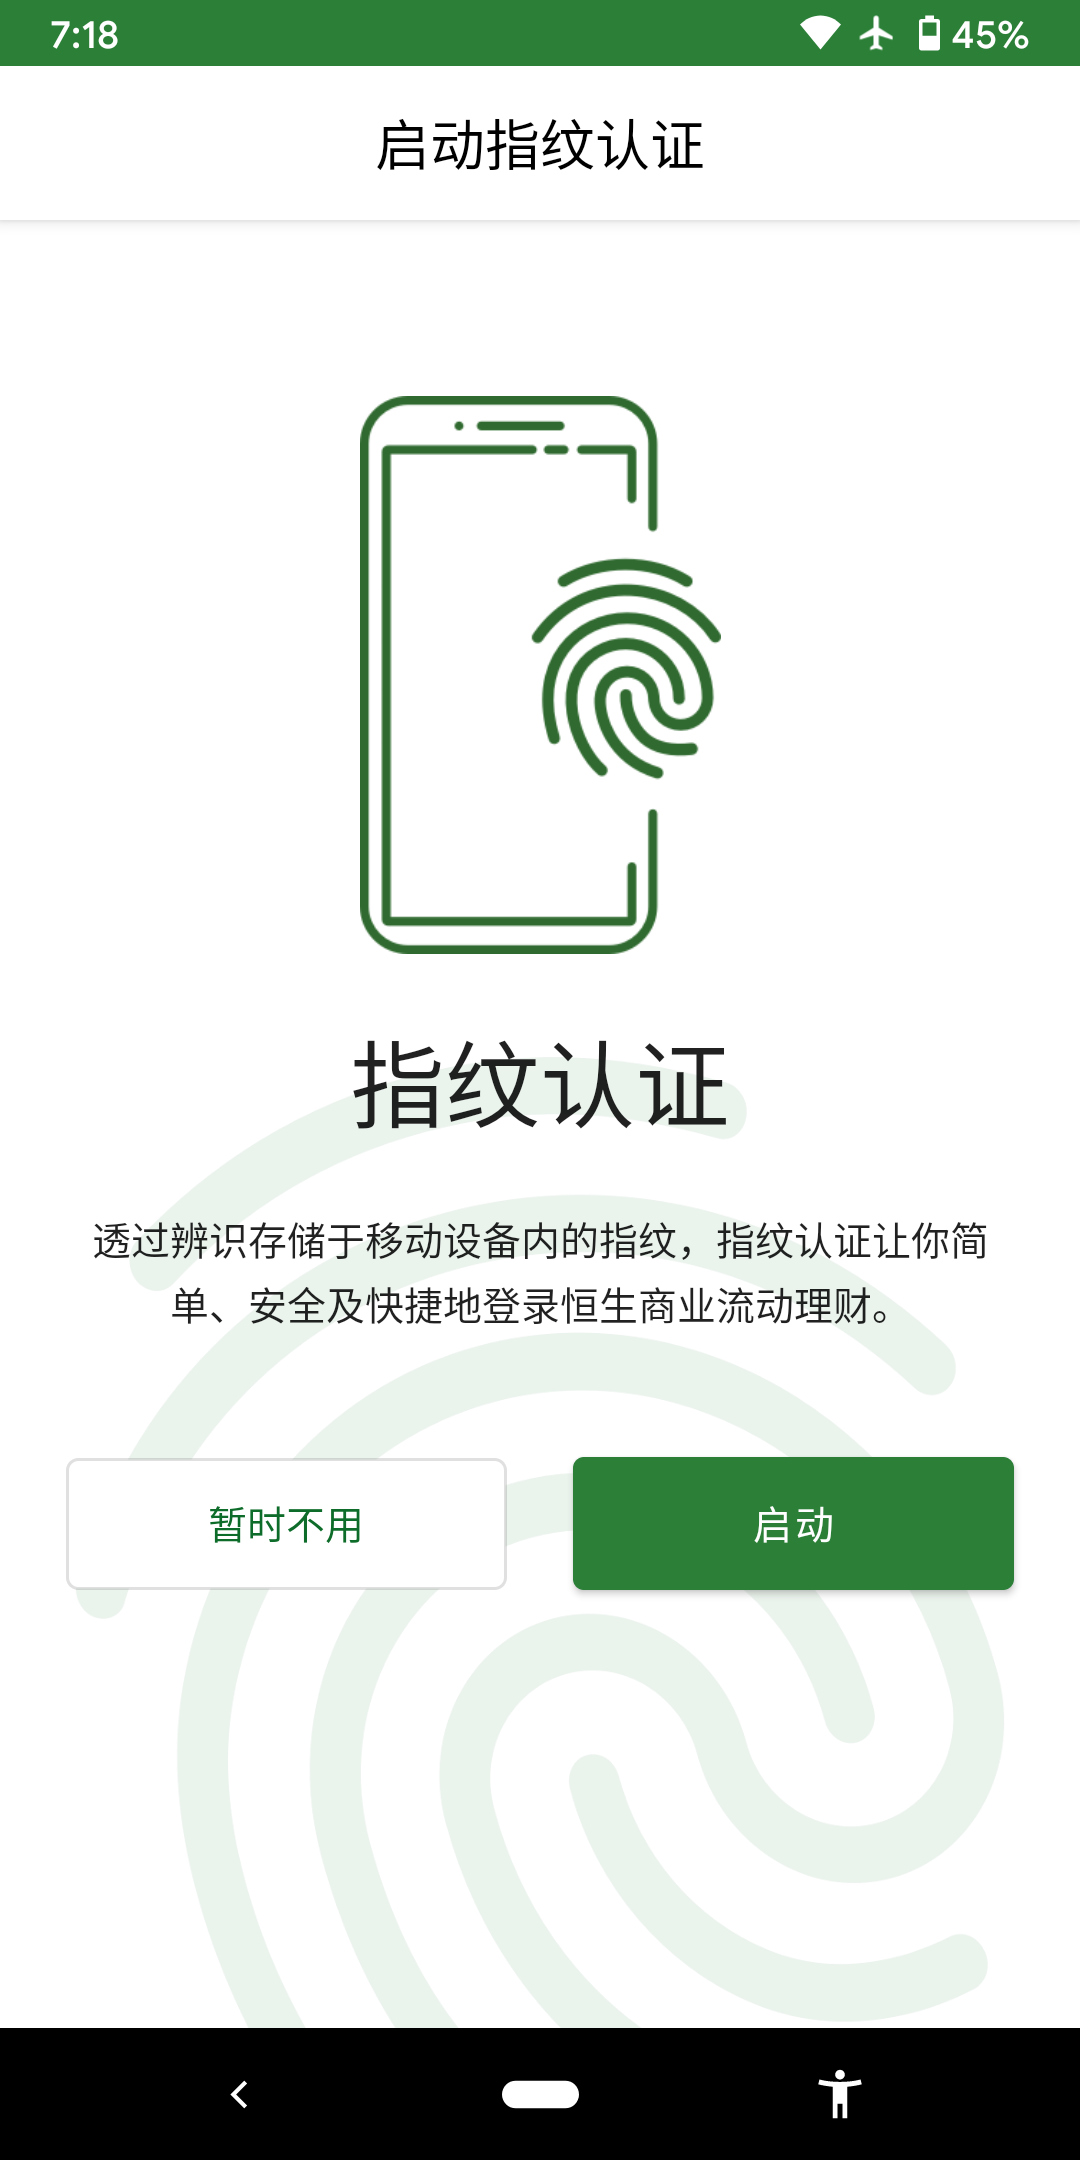 7:18
45%
启动指纹认证
指纹认证
透过辨识存储于移动设备内的指纹，指纹认证让你简
单、安全及快捷地登录恒生商业流动理财。
暂时不用
启动